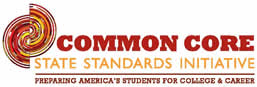 COMMON CORE
STATE STANDARDS INITIATIVE
PREPARING AMERICA'S STUDENTS FOR COLLEGE & CAREER